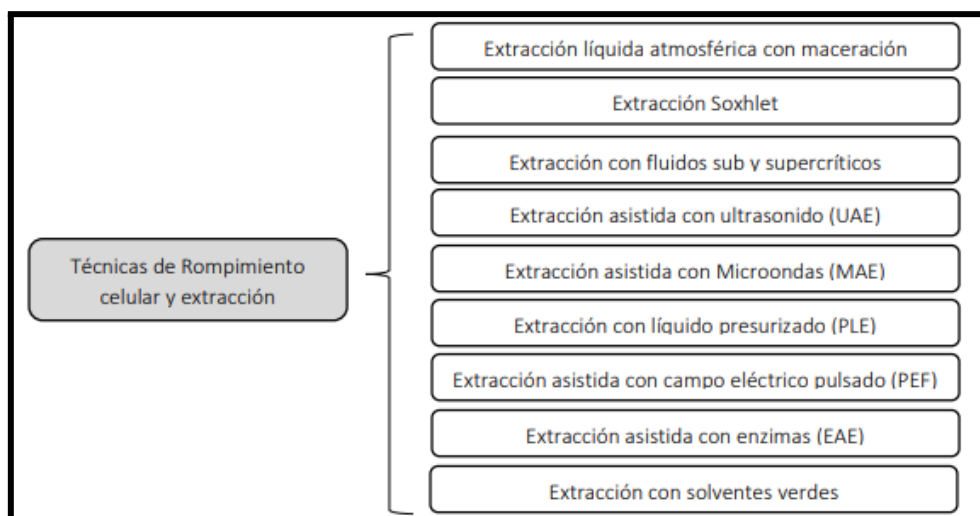 Extracción líquida atmosférica con maceración
Extracción Soxhlet
Extracción con fluidos sub y supercríticos
Extracción asistida con ultrasonido (UAE)
Técnicas de Rompimiento
celular y extracción
Extracción asistida con Microondas (MAE)
Extracción con líquido presurizado (PLE)
Extracción asistida con campo eléctrico pulsado (PEF)
Extracción asistida con enzimas (EAE)
Extracción con solventes verdes